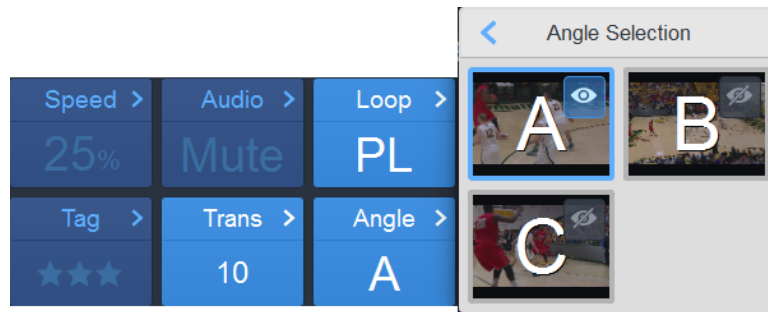 Angle Selection
Speed > Audio > Loop >
25% Mute PL
Tag > Trans > Angle >
★★★ 10 A
A B
C